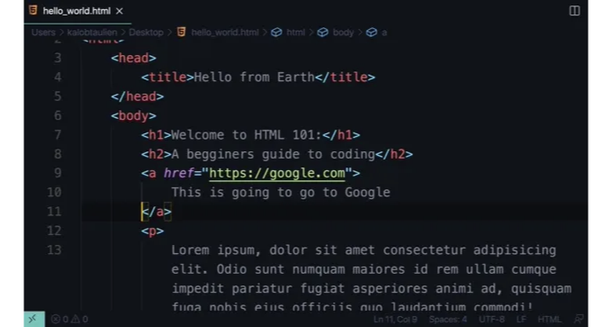 hello_world.html ×
Users > kalobtaulien > Desktop > hello_world.html > html > body > a
2 <html>
3 <head>
4 <title>Hello from Earth</title>
5 </head>
6 <body>
7 <h1>Welcome to HTML 101:</h1>
8 <h2>A begginers guide to coding</h2>
9 <a href="https://google.com">
10 This is going to go to Google
11 </a>
12 <p>
13 Lorem ipsum, dolor sit amet consectetur adipisicing
elit. Odio sunt numquam maiores id rem ullam cumque
impedit pariatur fugiat asperiores animi ad, quisquam
fuga nobis eius officiis quo laudantium commodi!
0 0 Ln 11, Col 9 Spaces: 4 UTF-8 LF HTML